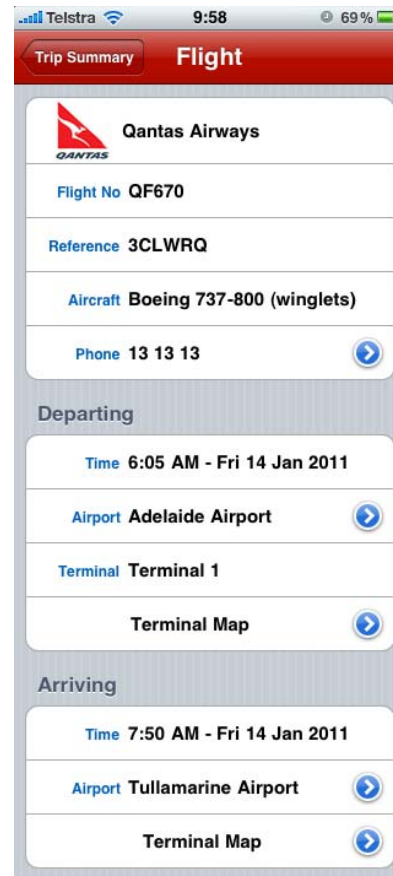 Telstra 9:58 69%
Trip Summary Flight
QANTAS Qantas Airways
Flight No QF670
Reference 3CLWRQ
Aircraft Boeing 737-800 (winglets)
Phone 13 13 13
Departing
Time 6:05 AM - Fri 14 Jan 2011
Airport Adelaide Airport
Terminal Terminal 1
Terminal Map
Arriving
Time 7:50 AM - Fri 14 Jan 2011
Airport Tullamarine Airport
Terminal Map